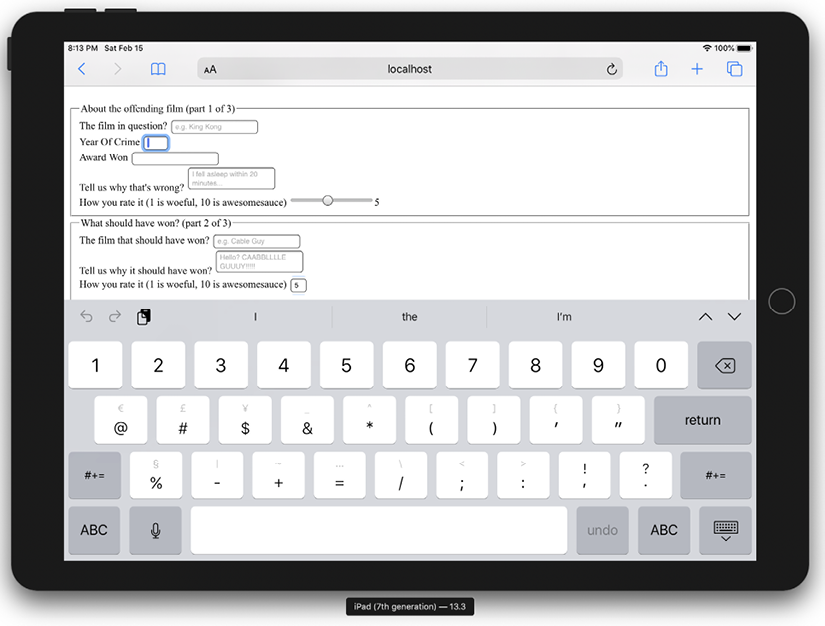 8:13 PM Sat Feb 15 100%
AA localhost
About the offending film (part 1 of 3)
The film in question? e.g. King Kong
Year Of Crime
Award Won
I fell asleep within 20
minutes...
Tell us why that's wrong?
How you rate it (1 is woeful, 10 is awesomesauce) 5
What should have won? (part 2 of 3)
The film that should have won? e.g. Cable Guy
Hello? CAABBLLLLE
GUUUY!!!!!
Tell us why it should have won?
How you rate it (1 is woeful, 10 is awesomesauce) 5
I the I'm
1 2 3 4 5 6 7 8 9 0
€ £ ¥ _ ^ [ ] { }
@ # $ & * ( ) ' " return
§ | ~ … \ < > ! ?
#+= % - + = / ; : , . #+=
ABC undo ABC
iPad (7th generation) — 13.3